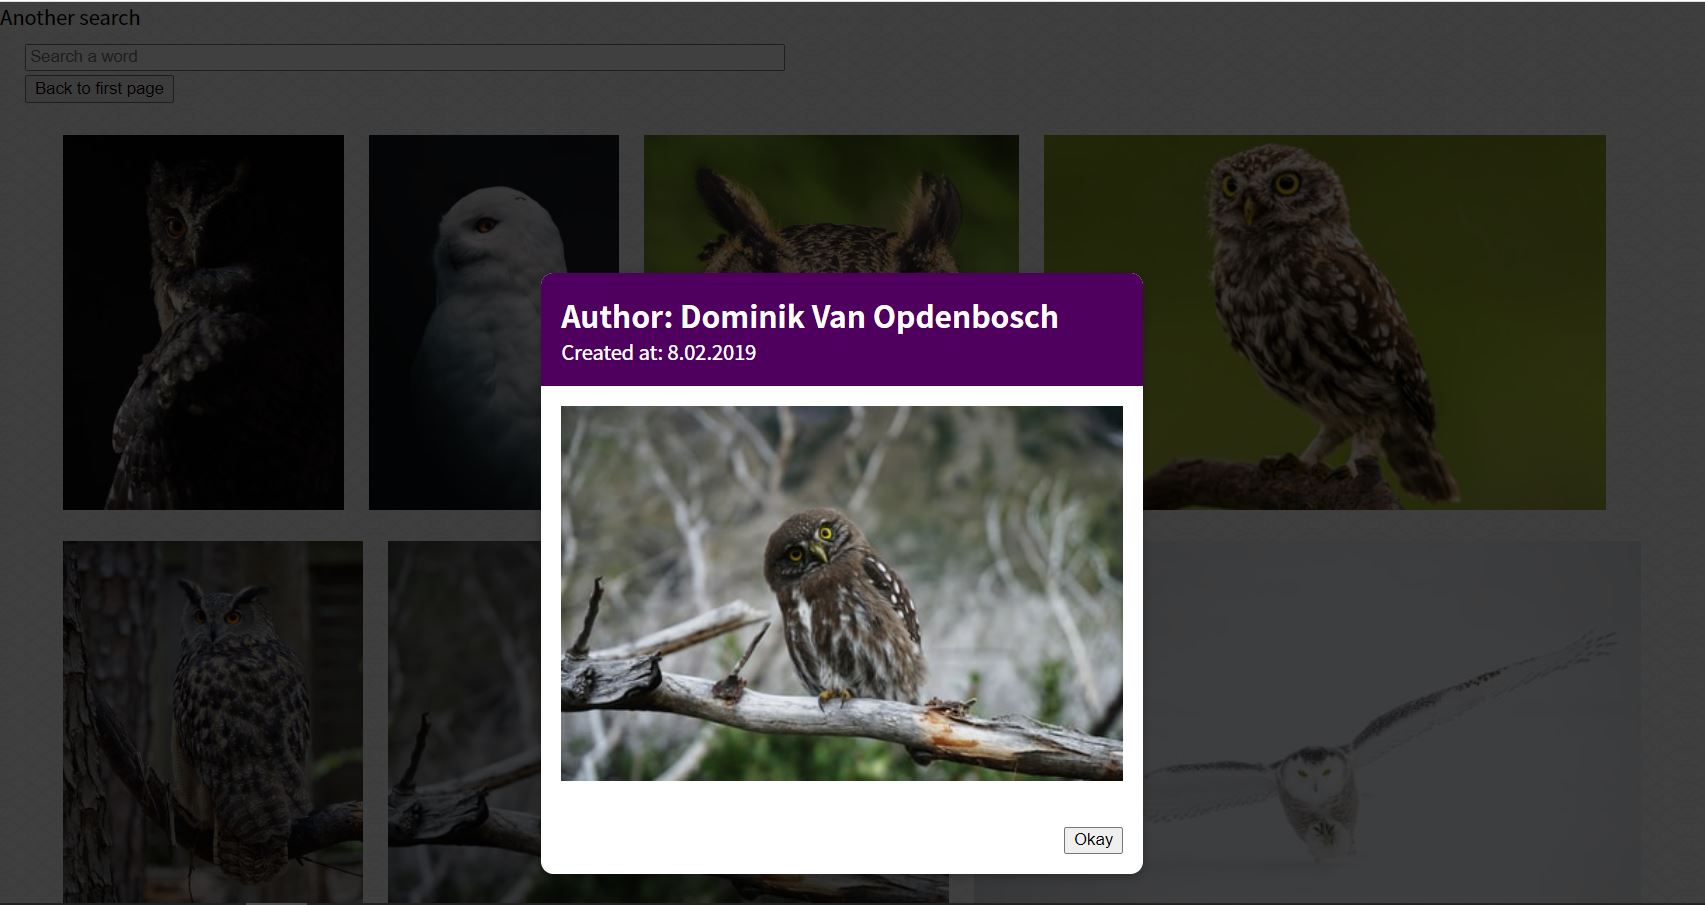 Another search
Search a word
Back to first page
Author: Dominik Van Opdenbosch
Created at: 8.02.2019
Okay